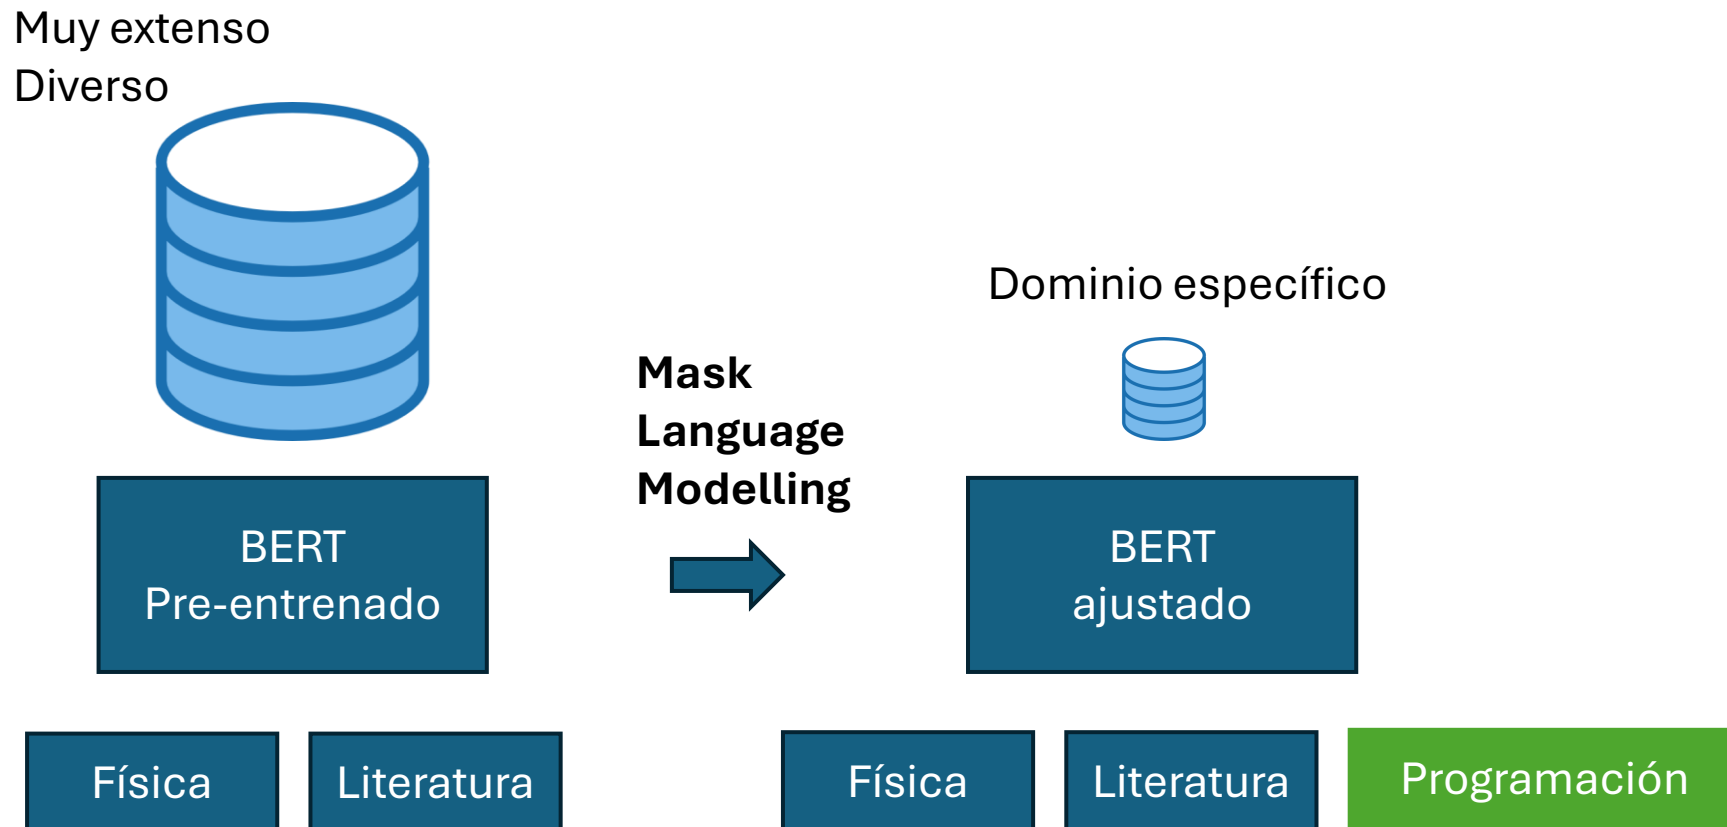 Muy extenso
Diverso
Dominio específico
Mask
Language
Modelling
BERT
Pre-entrenado
BERT
ajustado
Física
Literatura
Física
Literatura
Programación